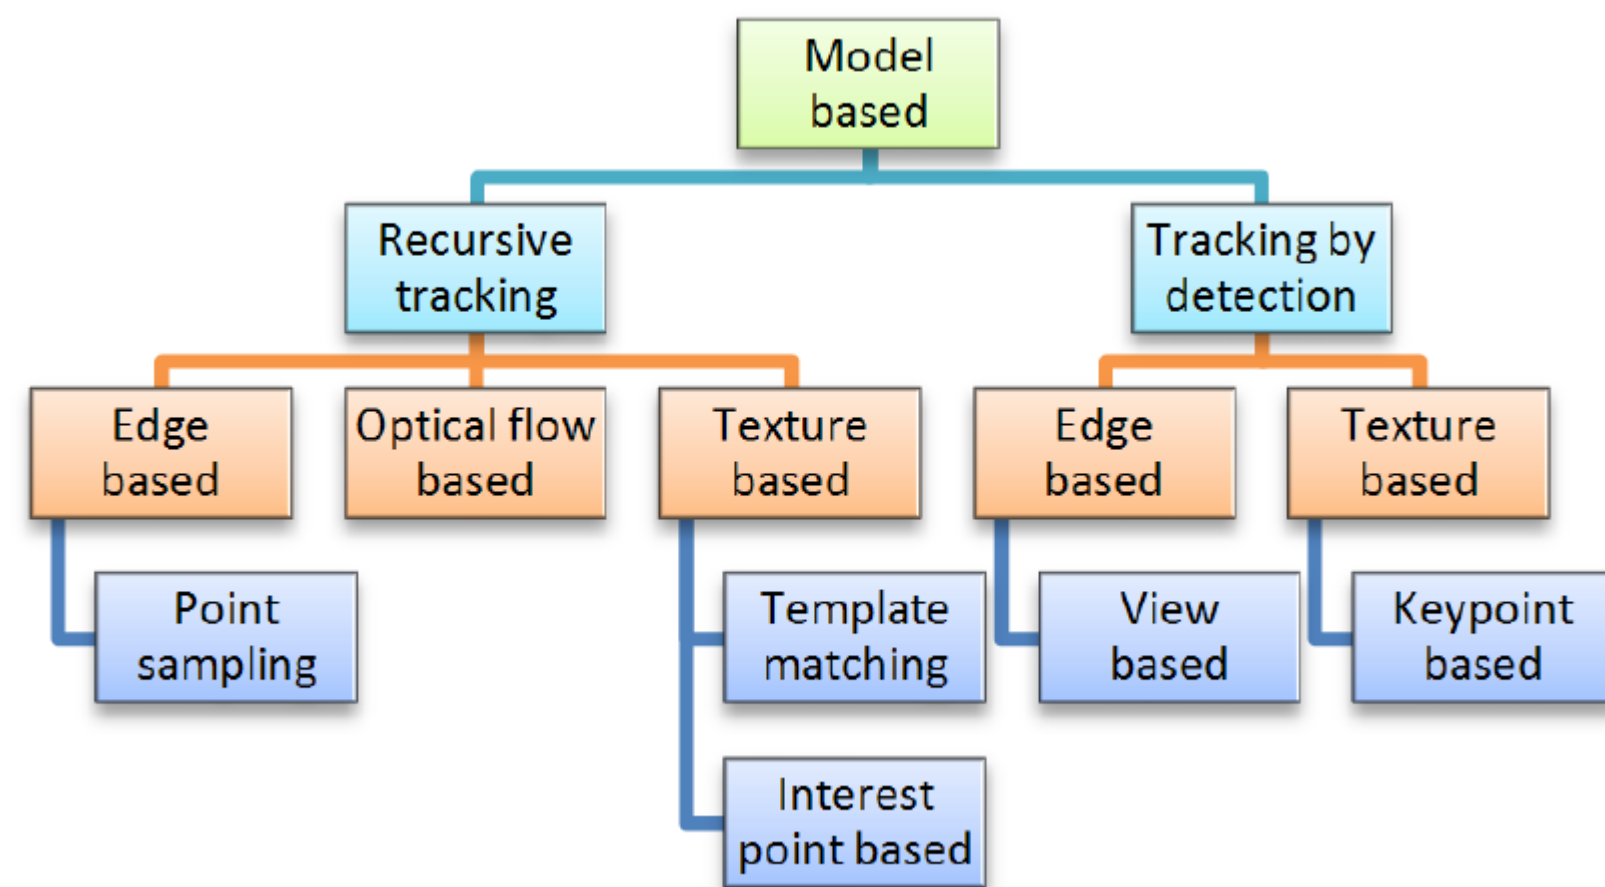 Model
based
Recursive
tracking
Tracking by
detection
Edge
based
Optical flow
based
Texture
based
Edge
based
Texture
based
Point
sampling
Template
matching
View
based
Keypoint
based
Interest
point based